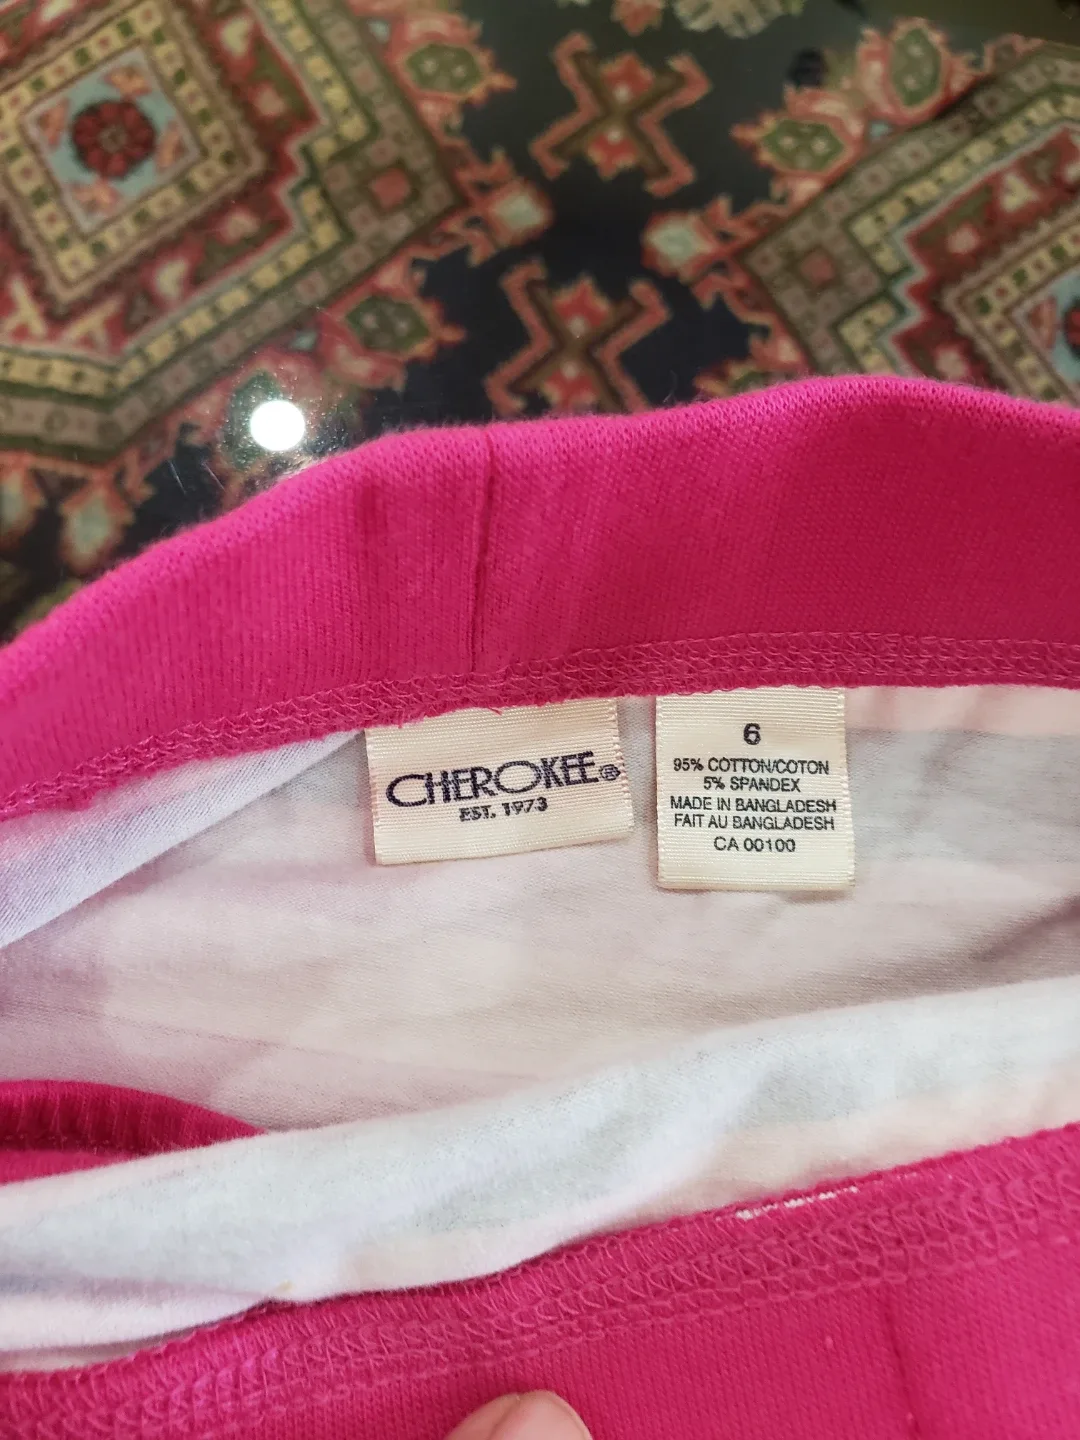 CHEROKEE®
EST. 1973
6
95% COTTON/COTON
5% SPANDEX
MADE IN BANGLADESH
FAIT AU BANGLADESH
CA 00100